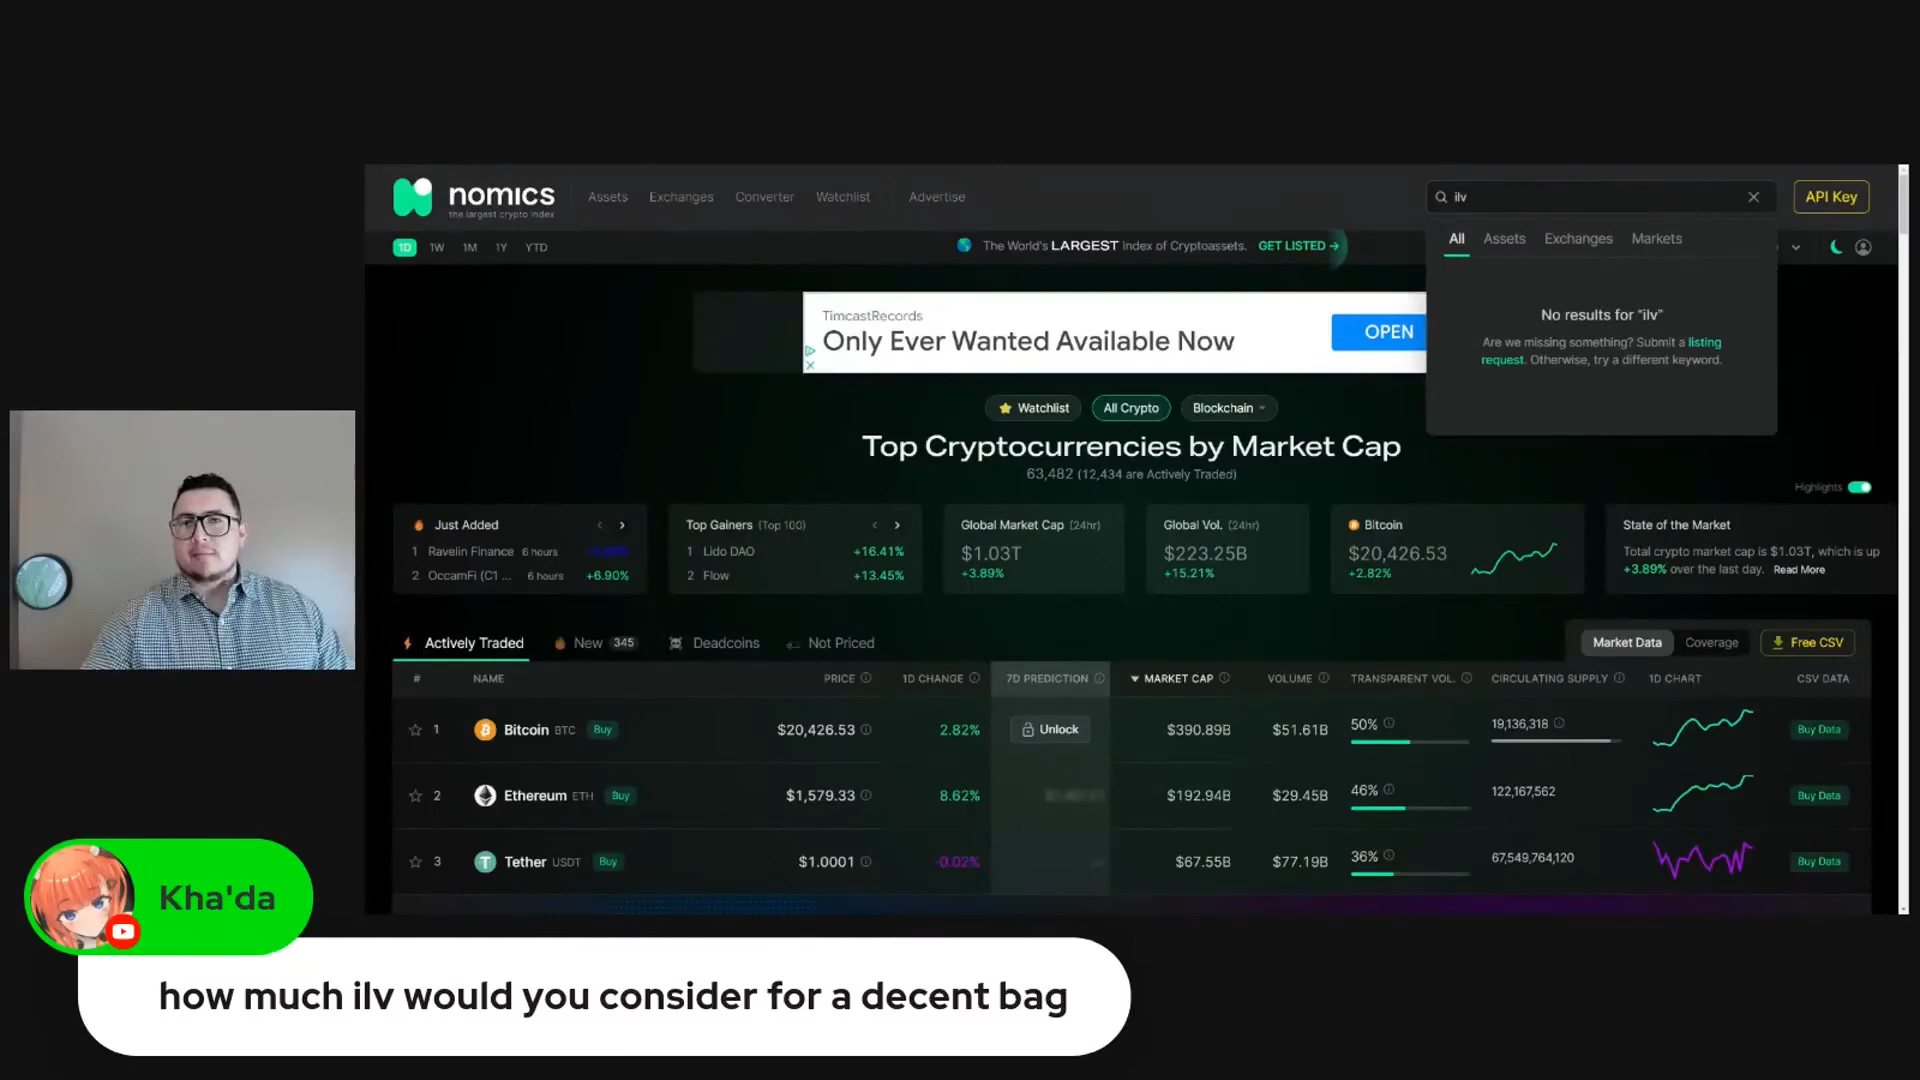 nomics
the largest crypto index
Assets Exchanges Converter Watchlist Advertise
ilv
API Key
1D 1W 1M 1Y YTD
The World's LARGEST Index of Cryptoassets. GET LISTED →
All Assets Exchanges Markets
No results for "ilv"
Are we missing something? Submit a listing
request. Otherwise, try a different keyword.
TimcastRecords
Only Ever Wanted Available Now
OPEN
Watchlist All Crypto Blockchain
Top Cryptocurrencies by Market Cap
63,482 (12,434 are Actively Traded)
Highlights
Just Added
1 Ravelin Finance 6 hours
2 OccamFi (C1 ... 6 hours +6.90%
Top Gainers (Top 100)
1 Lido DAO +16.41%
2 Flow +13.45%
Global Market Cap (24hr)
$1.03T
+3.89%
Global Vol. (24hr)
$223.25B
+15.21%
Bitcoin
$20,426.53
+2.82%
State of the Market
Total crypto market cap is $1.03T, which is up
+3.89% over the last day. Read More
Actively Traded New 345 Deadcoins Not Priced
Market Data Coverage Free CSV
# NAME PRICE 1D CHANGE 7D PREDICTION MARKET CAP VOLUME TRANSPARENT VOL. CIRCULATING SUPPLY 1D CHART CSV DATA
1 Bitcoin BTC Buy $20,426.53 2.82% Unlock $390.89B $51.61B 50% 19,136,318 Buy Data
2 Ethereum ETH Buy $1,579.33 8.62% $192.94B $29.45B 46% 122,167,562 Buy Data
3 Tether USDT Buy $1.0001 -0.02% $67.55B $77.19B 36% 67,549,764,120 Buy Data
Kha'da
how much ilv would you consider for a decent bag